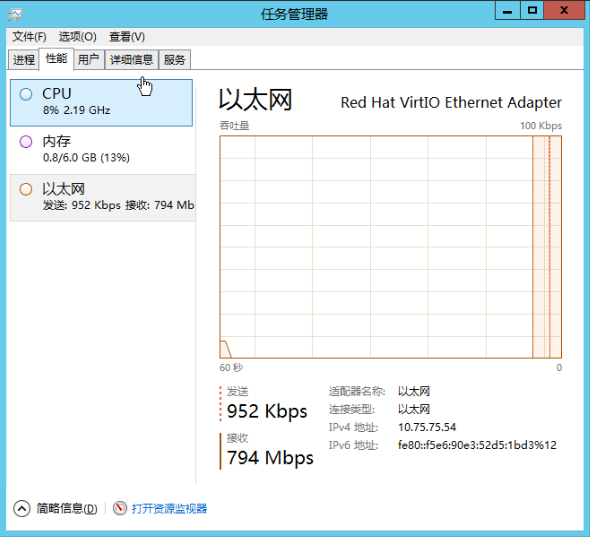 任务管理器
文件(F) 选项(O) 查看(V)
进程 性能 用户 详细信息 服务
CPU
8% 2.19 GHz
内存
0.8/6.0 GB (13%)
以太网
发送: 952 Kbps 接收: 794 Mb
以太网 Red Hat VirtIO Ethernet Adapter
吞吐量 100 Kbps
60 秒 0
发送
952 Kbps
接收
794 Mbps
适配器名称: 以太网
连接类型: 以太网
IPv4 地址: 10.75.75.54
IPv6 地址: fe80::f5e6:90e3:52d5:1bd3%12
简略信息(D) 打开资源监视器